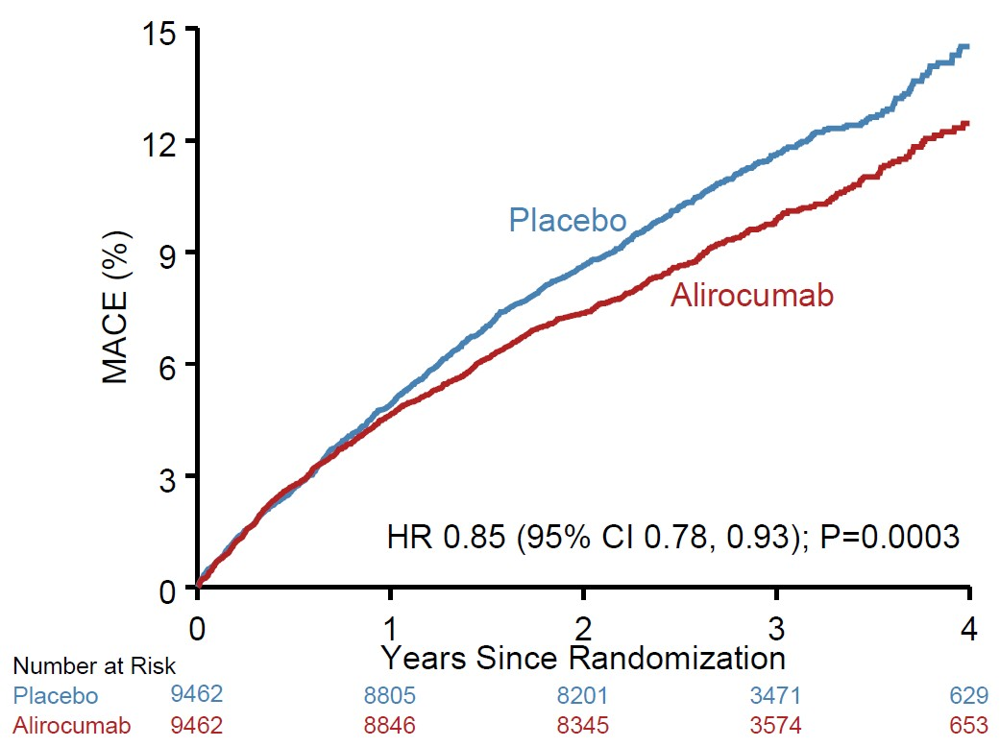 15
12
9
6
3
0
MACE (%)
Placebo
Alirocumab
HR 0.85 (95% CI 0.78, 0.93); P=0.0003
0 1 2 3 4
Years Since Randomization
Number at Risk
Placebo 9462 8805 8201 3471 629
Alirocumab 9462 8846 8345 3574 653